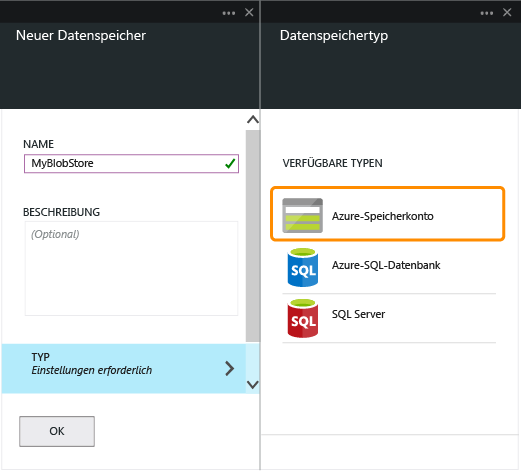 Neuer Datenspeicher
NAME
MyBlobStore
BESCHREIBUNG
(Optional)
TYP
Einstellungen erforderlich
OK
Datenspeichertyp
VERFÜGBARE TYPEN
Azure-Speicherkonto
SQL
Azure-SQL-Datenbank
SQL
SQL Server